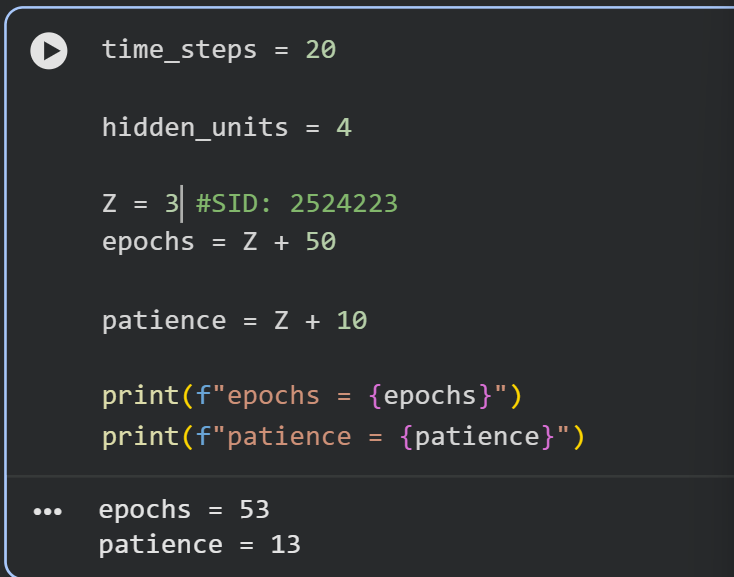 time_steps = 20
hidden_units = 4
Z = 3 #SID: 2524223
epochs = Z + 50
patience = Z + 10
print(f"epochs = {epochs}")
print(f"patience = {patience}")
epochs = 53
patience = 13